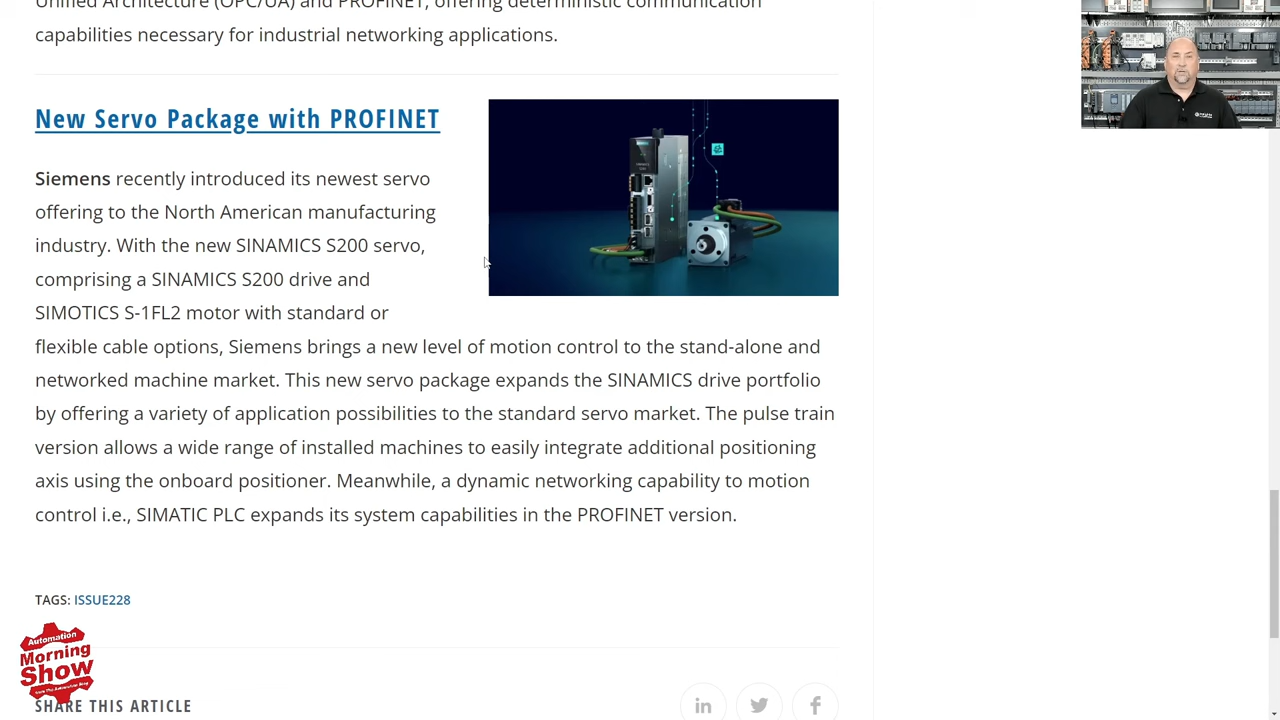 Unified Architecture (OPC/UA) and PROFINET, offering deterministic communication
capabilities necessary for industrial networking applications.
New Servo Package with PROFINET
Siemens recently introduced its newest servo
offering to the North American manufacturing
industry. With the new SINAMICS S200 servo,
comprising a SINAMICS S200 drive and
SIMOTICS S-1FL2 motor with standard or
flexible cable options, Siemens brings a new level of motion control to the stand-alone and
networked machine market. This new servo package expands the SINAMICS drive portfolio
by offering a variety of application possibilities to the standard servo market. The pulse train
version allows a wide range of installed machines to easily integrate additional positioning
axis using the onboard positioner. Meanwhile, a dynamic networking capability to motion
control i.e., SIMATIC PLC expands its system capabilities in the PROFINET version.
TAGS: ISSUE228
Automation
Morning
Show
SHARE THIS ARTICLE